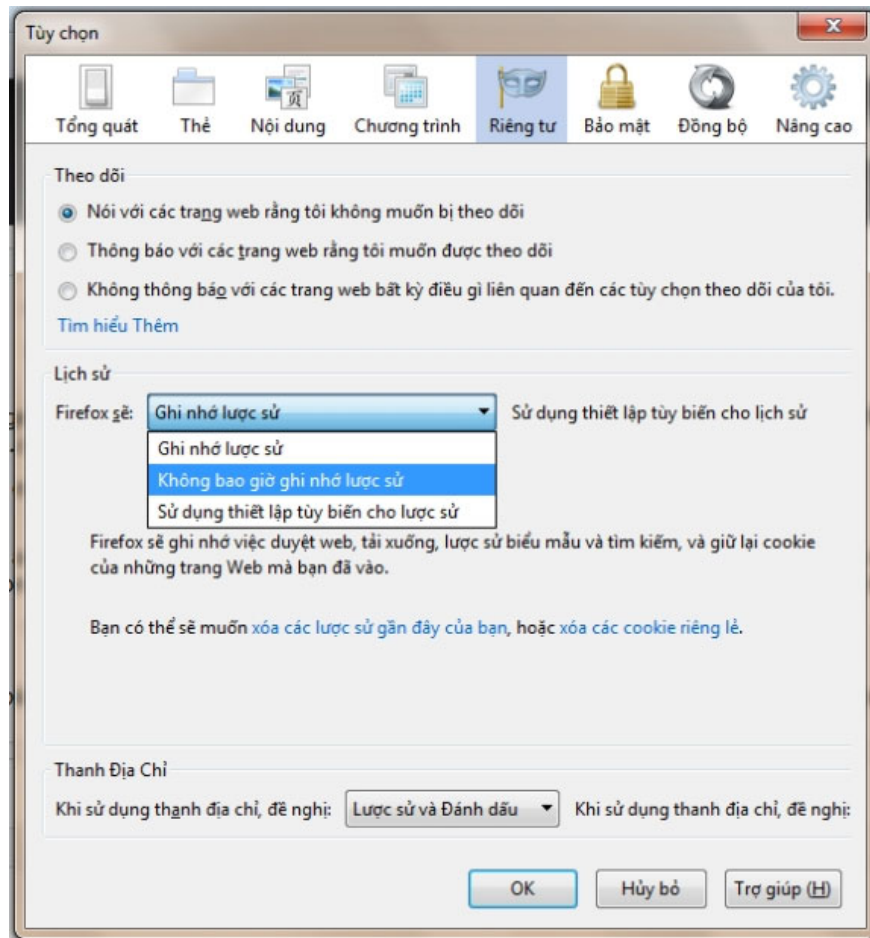 Tùy chọn
Tổng quát Thẻ Nội dung Chương trình Riêng tư Bảo mật Đồng bộ Nâng cao
Theo dõi
Nói với các trang web rằng tôi không muốn bị theo dõi
Thông báo với các trang web rằng tôi muốn được theo dõi
Không thông báo với các trang web bất kỳ điều gì liên quan đến các tùy chọn theo dõi của tôi.
Tìm hiểu Thêm
Lịch sử
Firefox sẽ: Ghi nhớ lược sử Sử dụng thiết lập tùy biến cho lịch sử
Ghi nhớ lược sử
Không bao giờ ghi nhớ lược sử
Sử dụng thiết lập tùy biến cho lược sử
Firefox sẽ ghi nhớ việc duyệt web, tải xuống, lược sử biểu mẫu và tìm kiếm, và giữ lại cookie
của những trang Web mà bạn đã vào.
Bạn có thể sẽ muốn xóa các lược sử gần đây của bạn, hoặc xóa các cookie riêng lẻ.
Thanh Địa Chỉ
Khi sử dụng thanh địa chỉ, đề nghị: Lược sử và Đánh dấu Khi sử dụng thanh địa chỉ, đề nghị:
OK Hủy bỏ Trợ giúp (H)